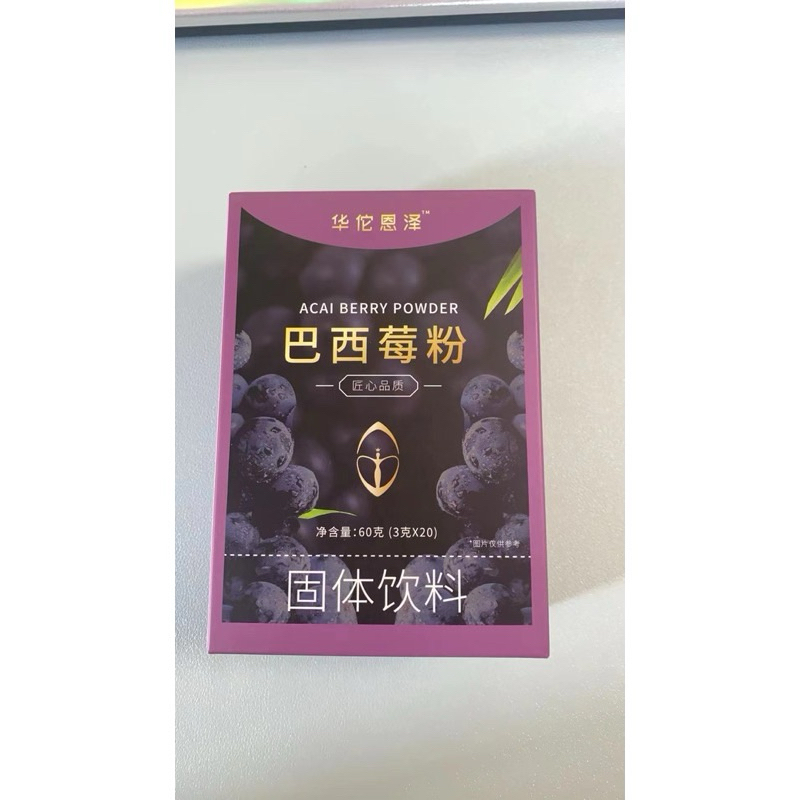 华佗恩泽™
ACAI BERRY POWDER
巴西莓粉
匠心品质
净含量:60克 (3克X20)
*图片仅供参考
固体饮料